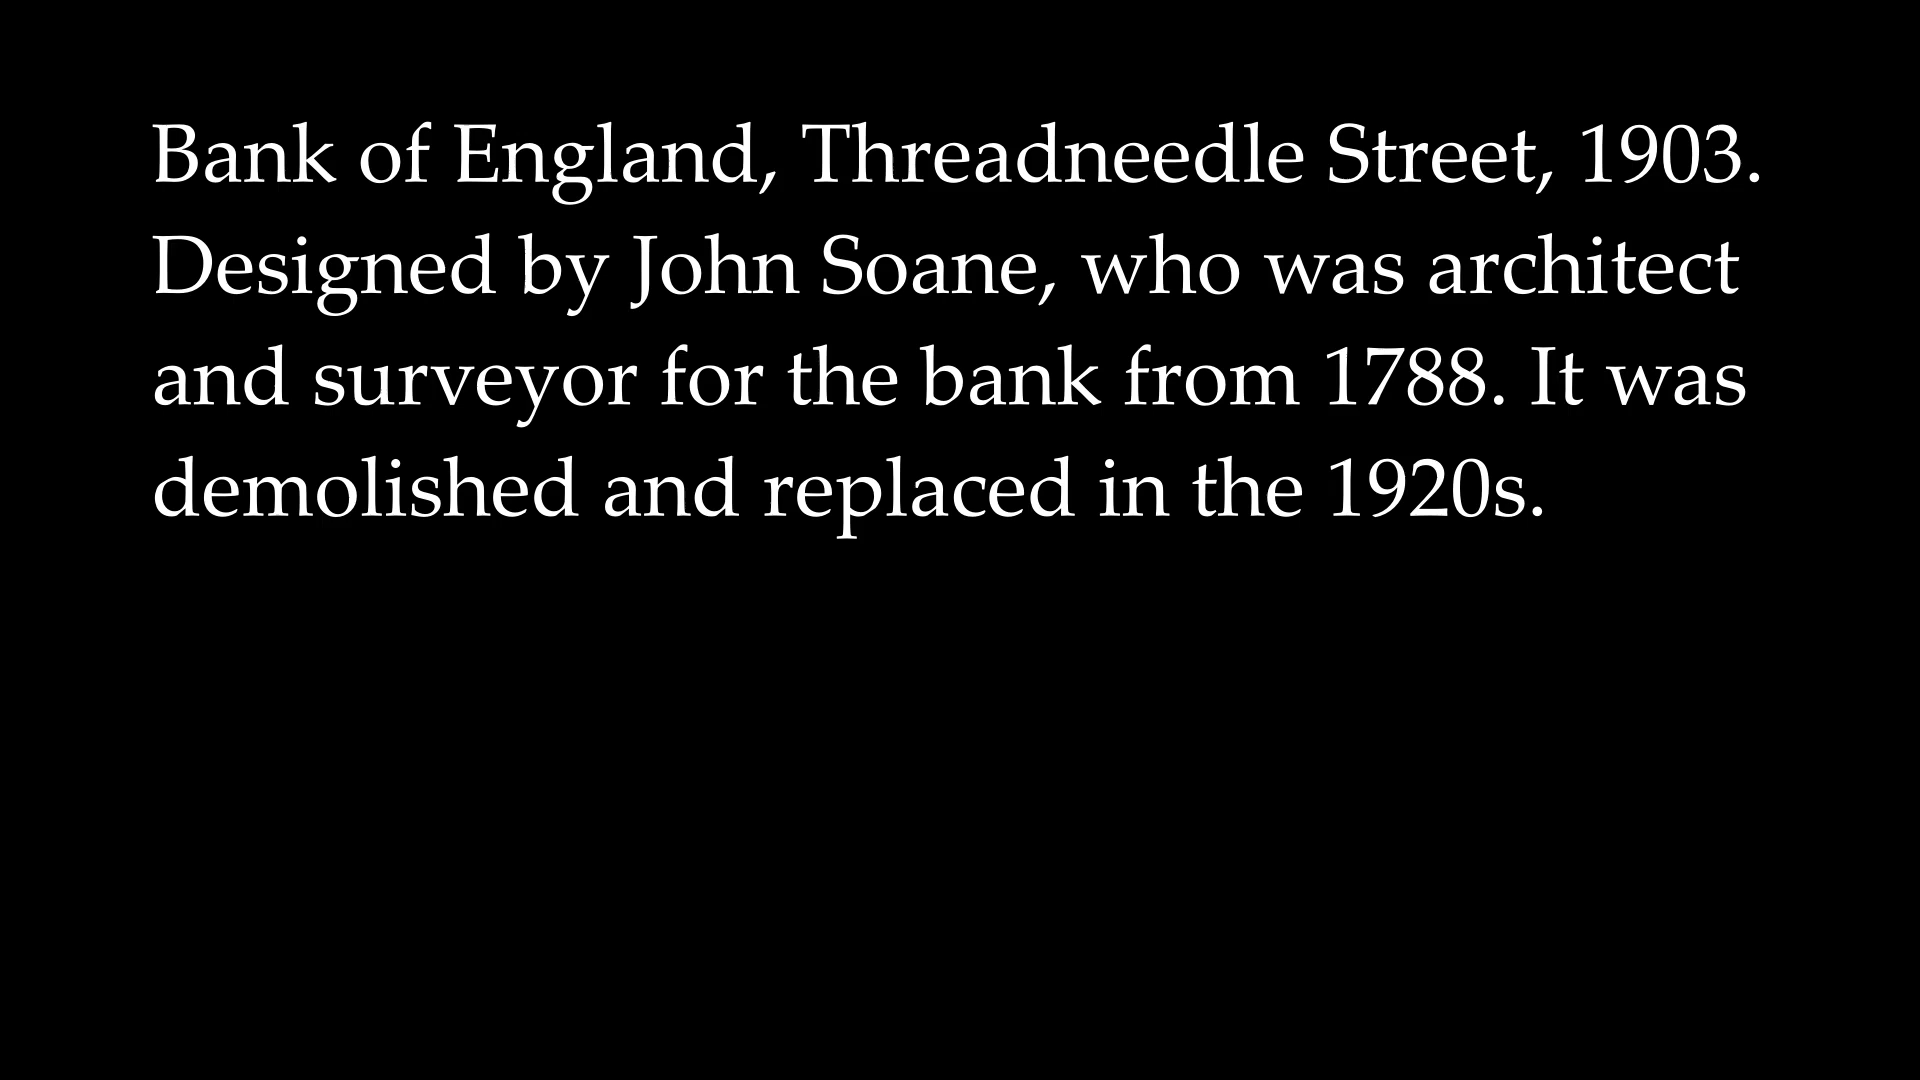 Bank of England, Threadneedle Street, 1903.
Designed by John Soane, who was architect
and surveyor for the bank from 1788. It was
demolished and replaced in the 1920s.